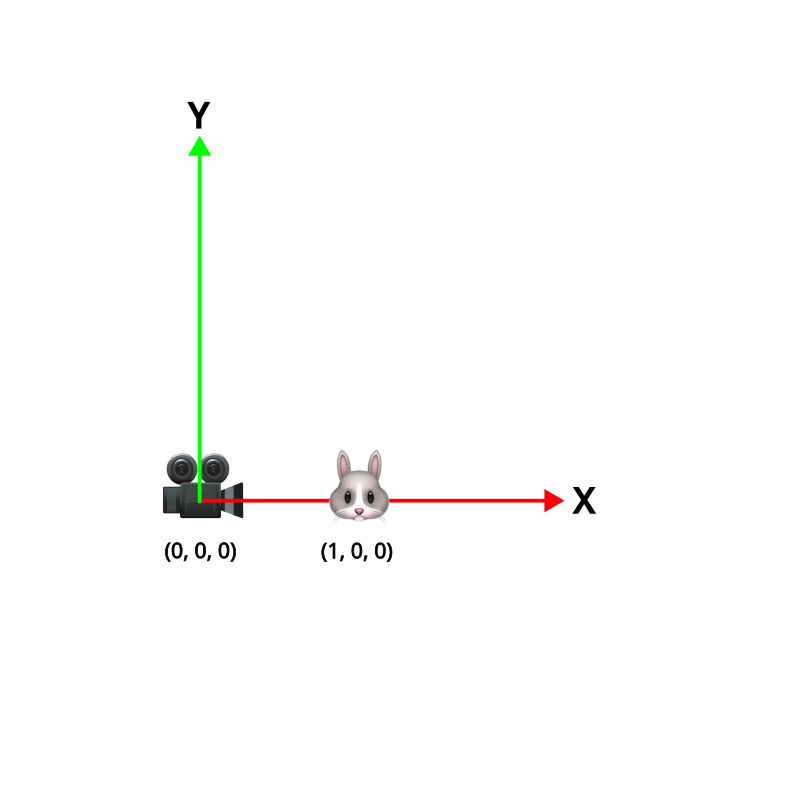 Y
X
(0, 0, 0)
(1, 0, 0)